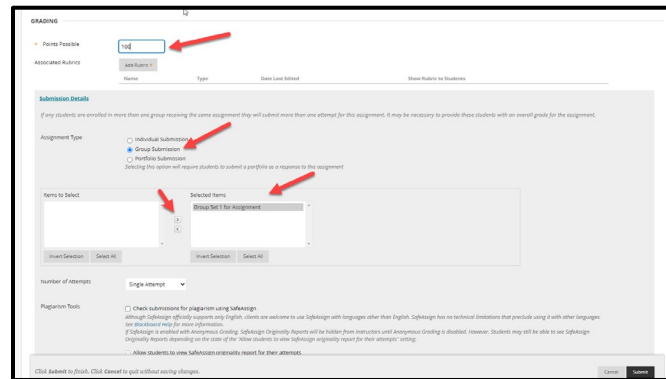 GRADING
Points Possible
100
Associated Rubrics
Add Rubric
Name Type Date Last Edited Show Rubric to Students
Submission Details
If any students are enrolled in more than one group receiving the same assignment they will submit more than one attempt for this assignment. It may be necessary to provide these students with an overall grade for the assignment.
Assignment Type
Individual Submission
Group Submission
Portfolio Submission
Selecting this option will require students to submit a portfolio as a response to this assignment
Items to Select
Selected Items
Group Set 1 for Assignment
Invert Selection Select All
Invert Selection Select All
Number of Attempts
Single Attempt
Plagiarism Tools
Check submissions for plagiarism using SafeAssign
Although SafeAssign officially supports only English, clients are welcome to use SafeAssign with languages other than English. SafeAssign has no technical limitations that preclude using it with other languages
See Blackboard Help for more information.
If SafeAssign is enabled with Anonymous Grading, SafeAssign Originality Reports will be hidden from instructors until Anonymous Grading is disabled. However, Students may still be able to see SafeAssign
Originality Reports depending on the state of the "Allow students to view SafeAssign originality report for their attempts" setting.
Allow students to view SafeAssign originality report for their attempts
Click Submit to finish. Click Cancel to quit without saving changes.
Cancel
Submit